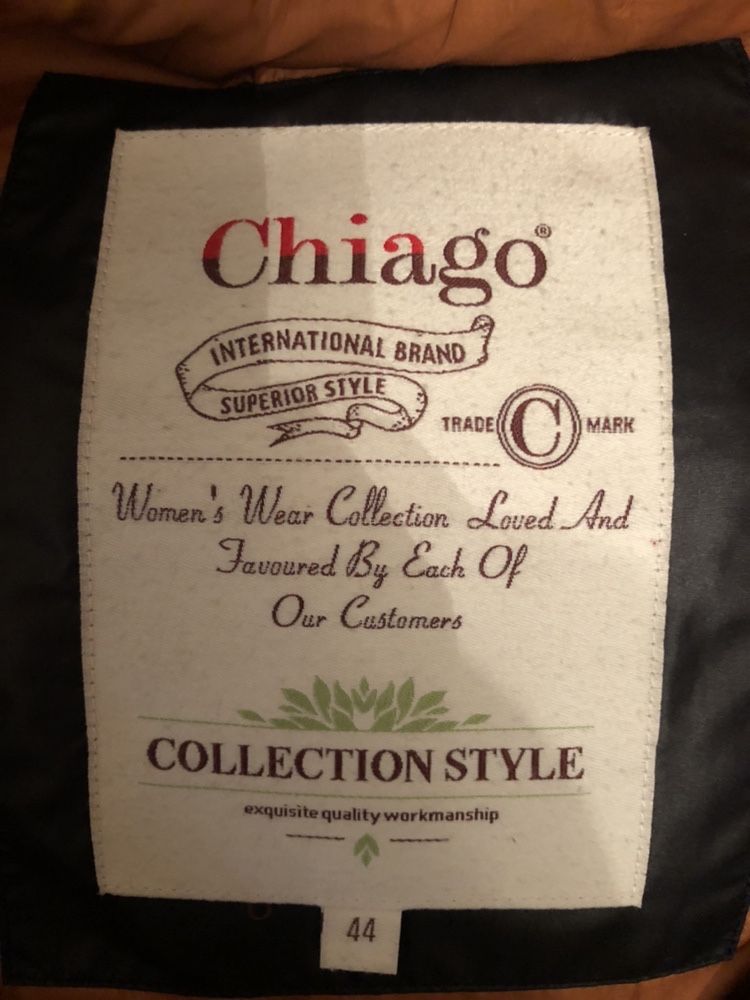 Chiago®
INTERNATIONAL BRAND
SUPERIOR STYLE
TRADE C MARK
Women's Wear Collection Loved And
Favoured By Each Of
Our Customers
COLLECTION STYLE
exquisite quality workmanship
44